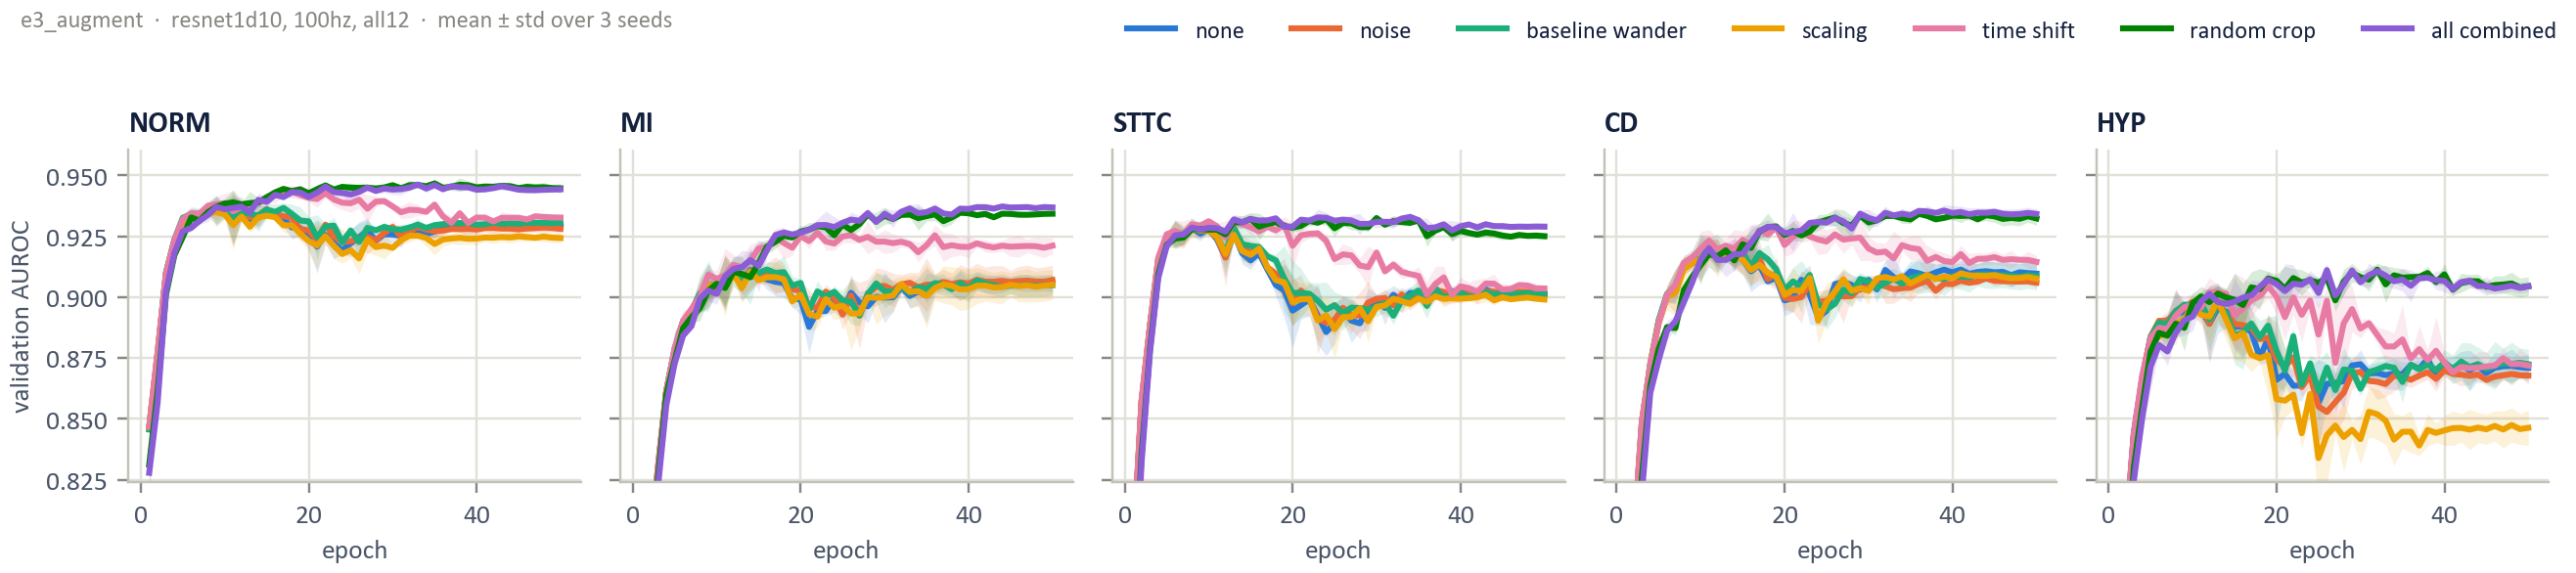 e3_augment · resnet1d10, 100hz, all12 · mean ± std over 3 seeds
none noise baseline wander scaling time shift random crop all combined
NORM MI STTC CD HYP
validation AUROC
0.950
0.925
0.900
0.875
0.850
0.825
0 20 40 0 20 40 0 20 40 0 20 40 0 20 40
epoch epoch epoch epoch epoch